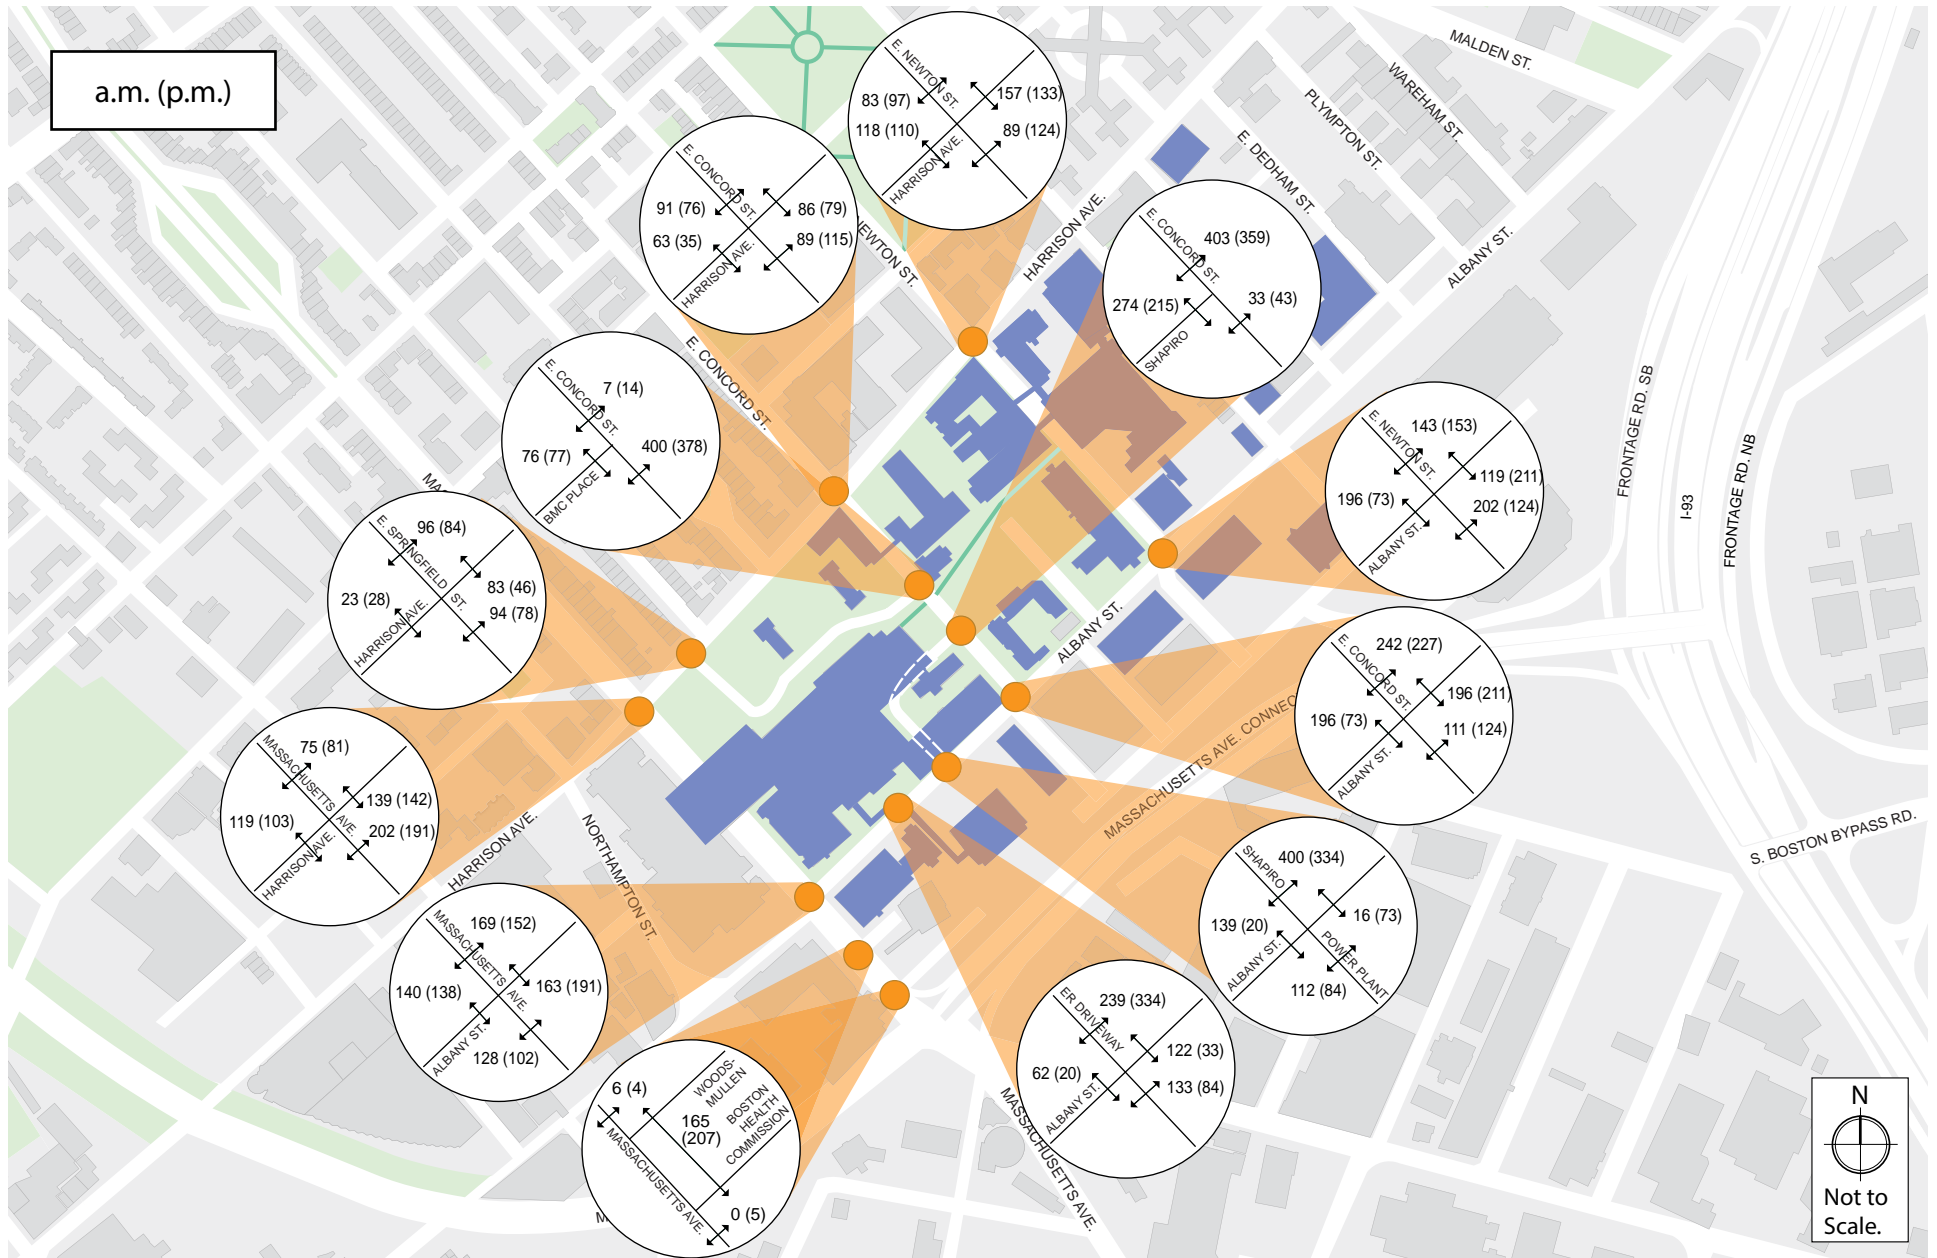 a.m. (p.m.)
MALDEN ST.
WAREHAM ST.
PLYMPTON ST.
E. DEDHAM ST.
ALBANY ST.
HARRISON AVE.
E. NEWTON ST.
83 (97)
157 (133)
118 (110)
89 (124)
HARRISON AVE.
E. CONCORD ST.
91 (76)
86 (79)
63 (35)
89 (115)
HARRISON AVE.
NEWTON ST.
E. CONCORD ST.
403 (359)
274 (215)
33 (43)
SHAPIRO
E. CONCORD ST.
E. CONCORD ST.
7 (14)
400 (378)
76 (77)
BMC PLACE
E. NEWTON ST.
143 (153)
119 (211)
196 (73)
202 (124)
ALBANY ST.
FRONTAGE RD. SB
I-93
FRONTAGE RD. NB
MA
E. SPRINGFIELD ST.
96 (84)
83 (46)
23 (28)
94 (78)
HARRISON AVE.
ALBANY ST.
E. CONCORD ST.
242 (227)
196 (211)
196 (73)
111 (124)
ALBANY ST.
MASSACHUSETTS AVE. CONNEC
MASSACHUSETTS AVE.
75 (81)
139 (142)
119 (103)
202 (191)
HARRISON AVE.
HARRISON AVE.
NORTHAMPTON ST.
S. BOSTON BYPASS RD.
SHAPIRO
400 (334)
16 (73)
139 (20)
POWER PLANT
ALBANY ST.
112 (84)
MASSACHUSETTS AVE.
169 (152)
163 (191)
140 (138)
ALBANY ST.
128 (102)
ER DRIVEWAY
239 (334)
122 (33)
62 (20)
133 (84)
ALBANY ST.
6 (4)
WOODS-
MULLEN
165
(207)
BOSTON
HEALTH
COMMISSION
MASSACHUSETTS AVE.
0 (5)
M
MASSACHUSETTS AVE.
N
Not to
Scale.